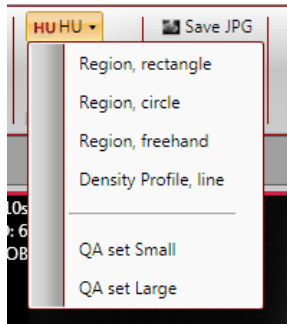 HU HU Save JPG
Region, rectangle
Region, circle
Region, freehand
Density Profile, line
QA set Small
QA set Large